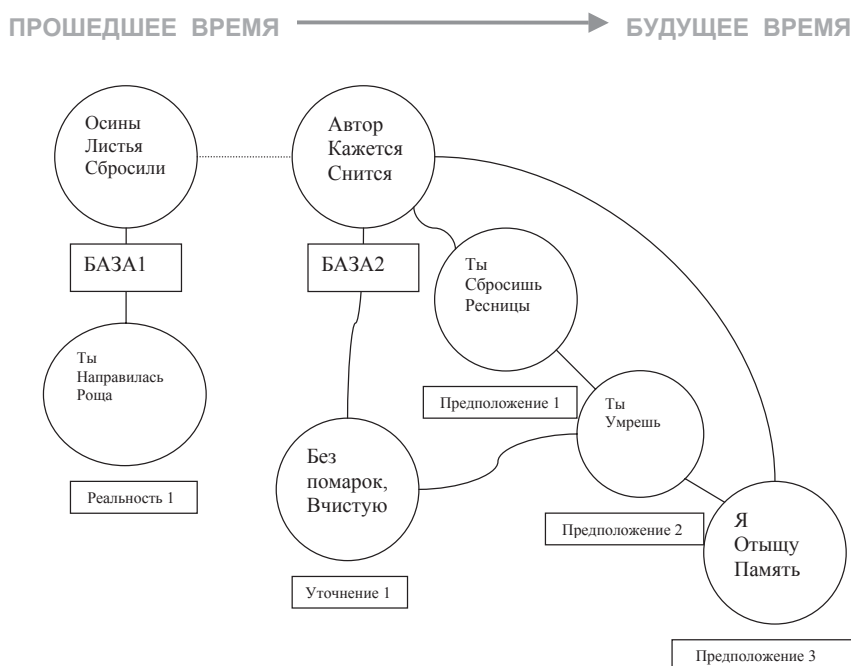 ПРОШЕДШЕЕ ВРЕМЯ
БУДУЩЕЕ ВРЕМЯ
Осины
Листья
Сбросили
Автор
Кажется
Снится
БАЗА1
БАЗА2
Ты
Сбросишь
Ресницы
Ты
Направилась
Роща
Предположение 1
Ты
Умрешь
Без
помарок,
Вчистую
Реальность 1
Предположение 2
Я
Отыщу
Память
Уточнение 1
Предположение 3